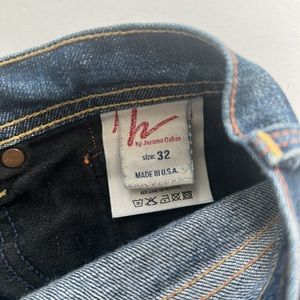 by Jerome Dahan
size: 32
MADE IN U.S.A.